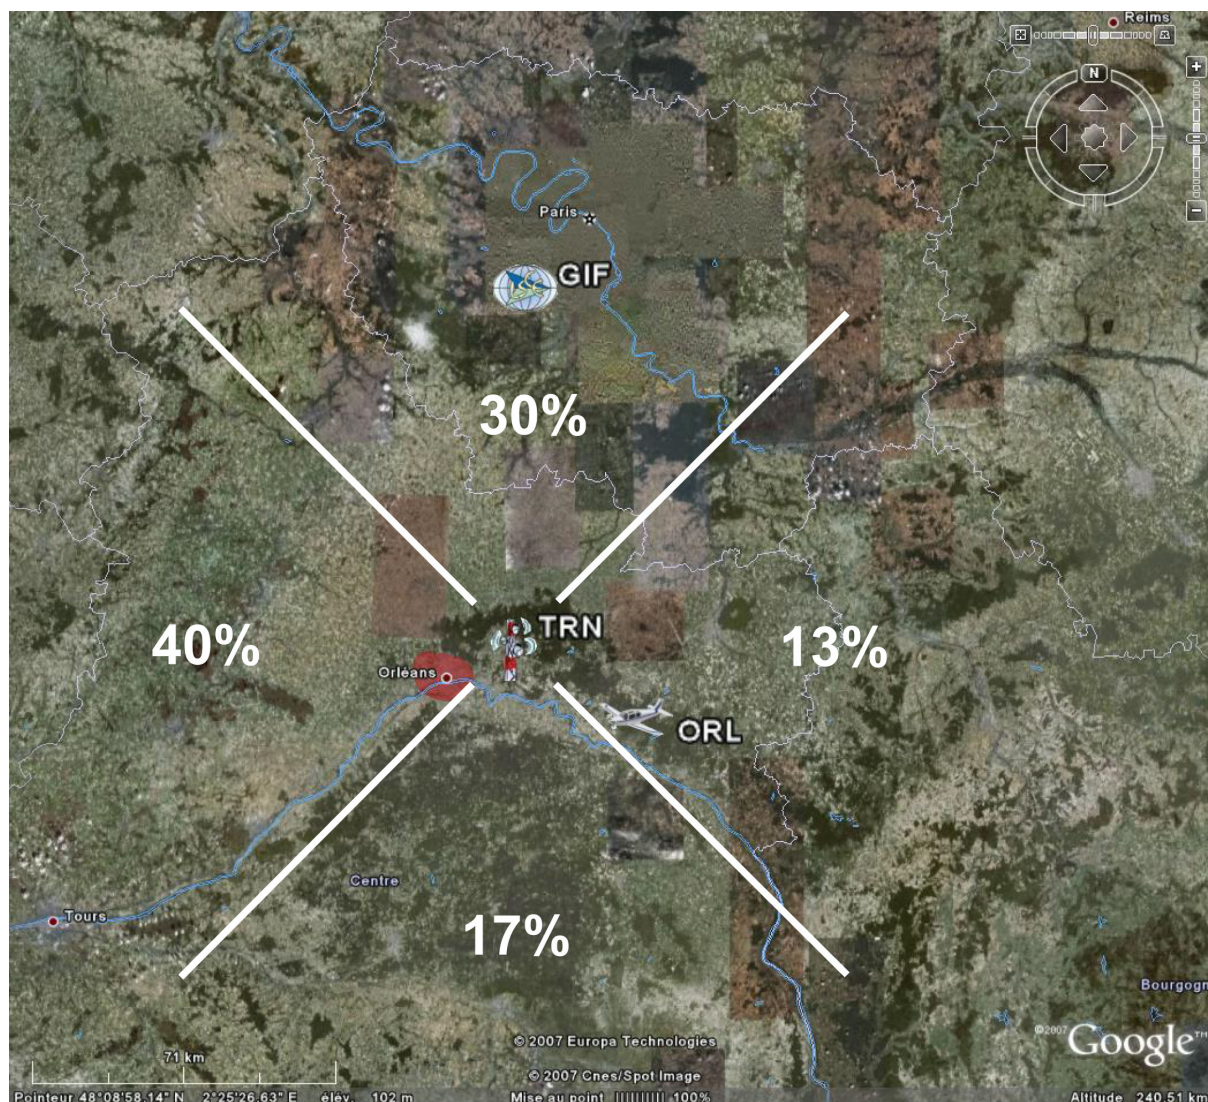 Reims
N
Paris
GIF
30%
TRN
40%
13%
Orléans
ORL
Centre
Tours
17%
Bourgogn
©2007
Google™
© 2007 Europa Technologies
71 km
© 2007 Cnes/Spot Image
Pointeur 48°08'58.14" N 2°25'26.63" E élév. 102 m Mise au point |||||||||| 100% Altitude 240.51 km